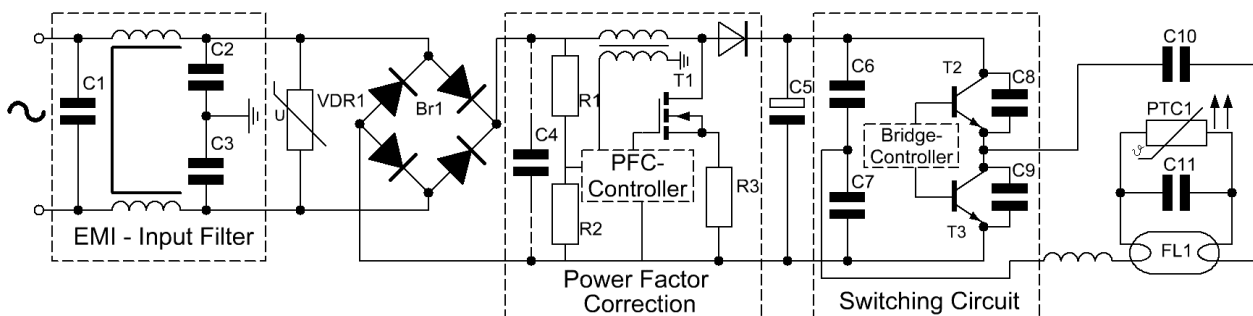 C1
C2
C3
EMI - Input Filter
VDR1
U
Br1
C4
R1
R2
T1
PFC-
Controller
R3
Power Factor
Correction
C5
C6
C7
T2
C8
Bridge-
Controller
T3
C9
Switching Circuit
C10
PTC1
ϑ
C11
FL1